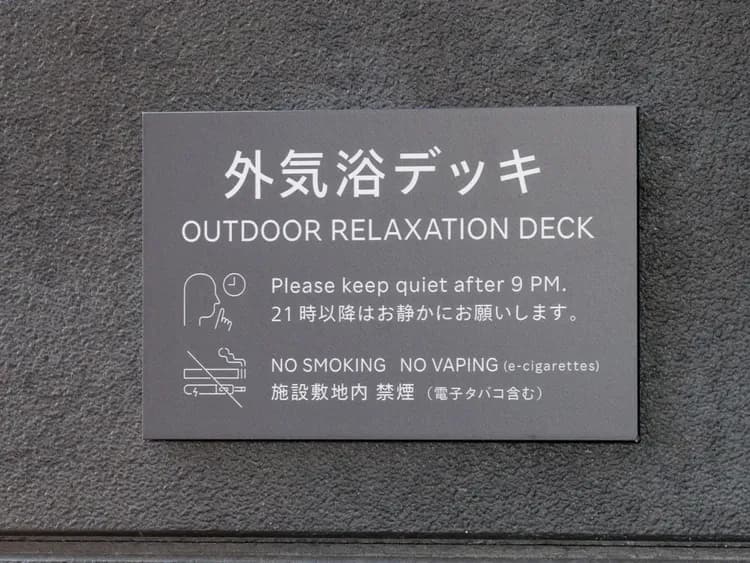 外気浴デッキ
OUTDOOR RELAXATION DECK
Please keep quiet after 9 PM.
21時以降はお静かにお願いします。
NO SMOKING NO VAPING (e-cigarettes)
施設敷地内 禁煙 （電子タバコ含む）